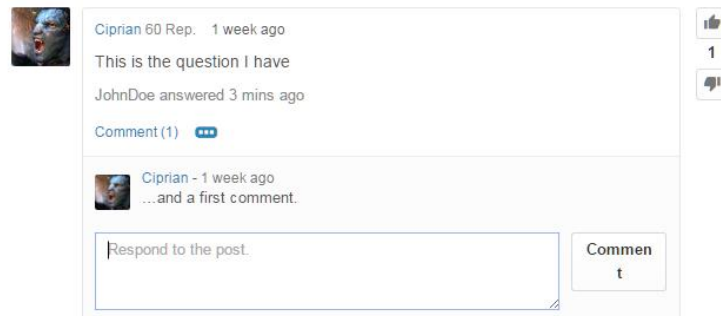 Ciprian 60 Rep. 1 week ago
1
This is the question I have
JohnDoe answered 3 mins ago
Comment (1)
Ciprian - 1 week ago
...and a first comment.
Respond to the post.
Commen
t